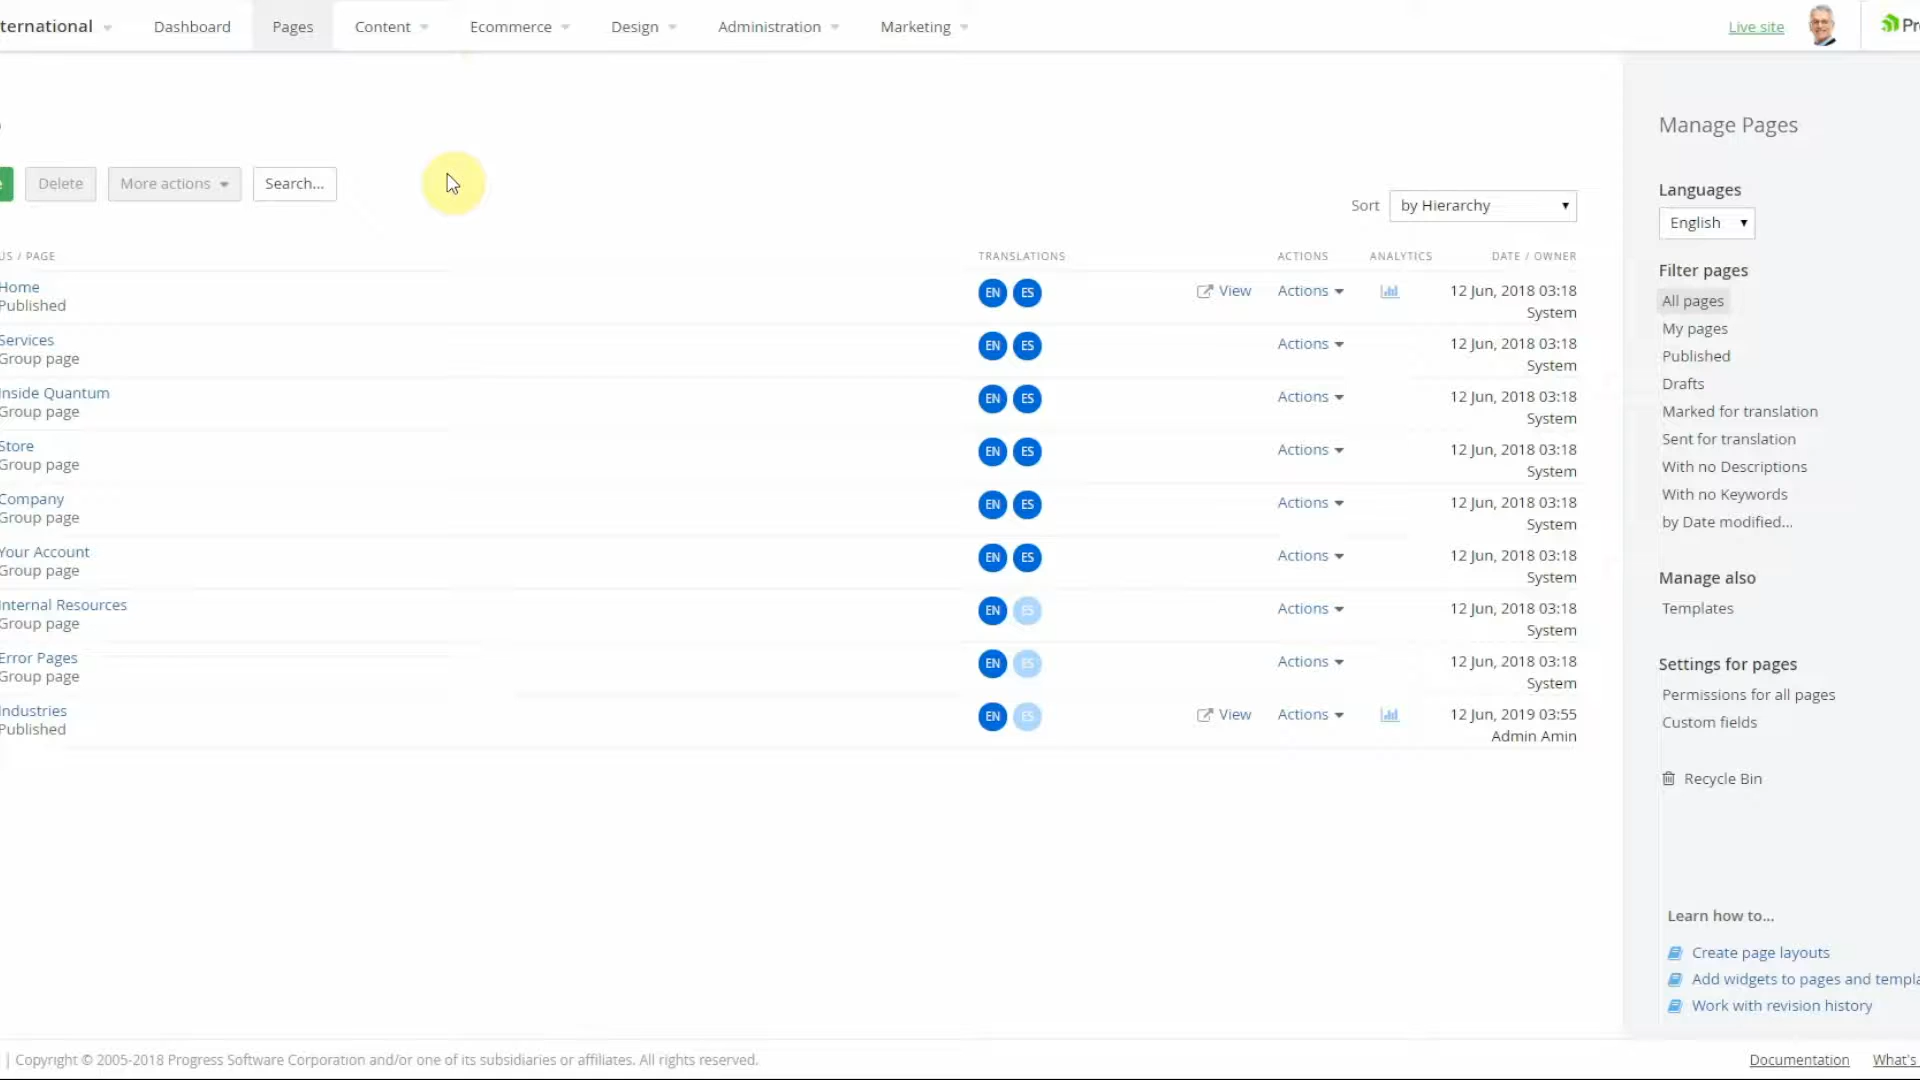 ternational Dashboard Pages Content Ecommerce Design Administration Marketing Live site Pr
Manage Pages
Delete More actions Search...
Sort by Hierarchy
Languages
English
US / PAGE TRANSLATIONS ACTIONS ANALYTICS DATE / OWNER
Home EN ES View Actions 12 Jun, 2018 03:18
Published System
Services EN ES Actions 12 Jun, 2018 03:18
Group page System
Inside Quantum EN ES Actions 12 Jun, 2018 03:18
Group page System
Store EN ES Actions 12 Jun, 2018 03:18
Group page System
Company EN ES Actions 12 Jun, 2018 03:18
Group page System
Your Account EN ES Actions 12 Jun, 2018 03:18
Group page System
Internal Resources EN ES Actions 12 Jun, 2018 03:18
Group page System
Error Pages EN ES Actions 12 Jun, 2018 03:18
Group page System
Industries EN ES View Actions 12 Jun, 2019 03:55
Published Admin Amin
Filter pages
All pages
My pages
Published
Drafts
Marked for translation
Sent for translation
With no Descriptions
With no Keywords
by Date modified...
Manage also
Templates
Settings for pages
Permissions for all pages
Custom fields
Recycle Bin
Learn how to...
Create page layouts
Add widgets to pages and templa
Work with revision history
| Copyright © 2005-2018 Progress Software Corporation and/or one of its subsidiaries or affiliates. All rights reserved. Documentation What's